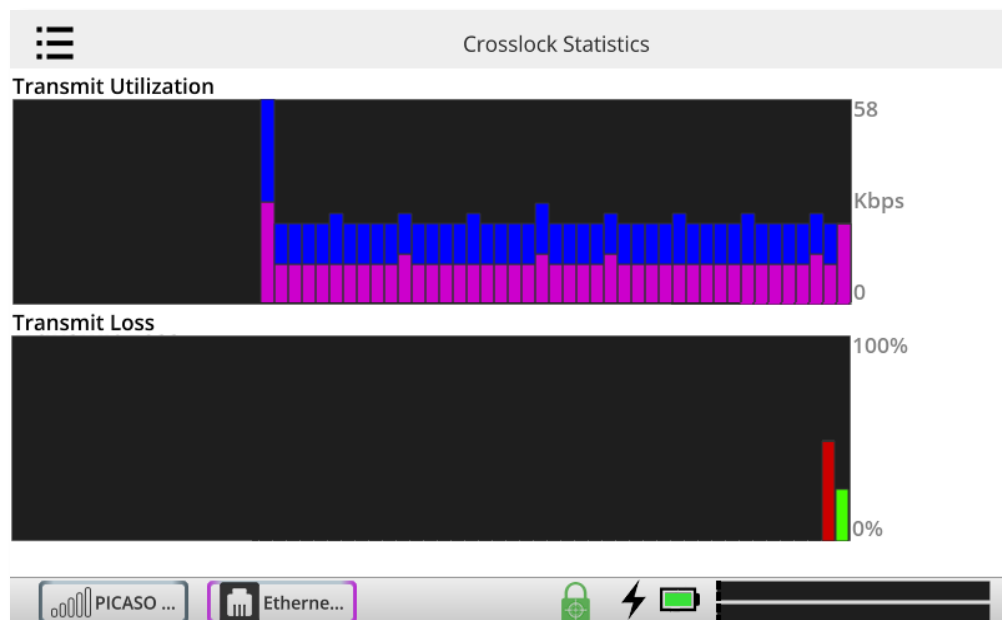 Crosslock Statistics
Transmit Utilization
58
Kbps
0
Transmit Loss
100%
0%
PICASO ...
Etherne...